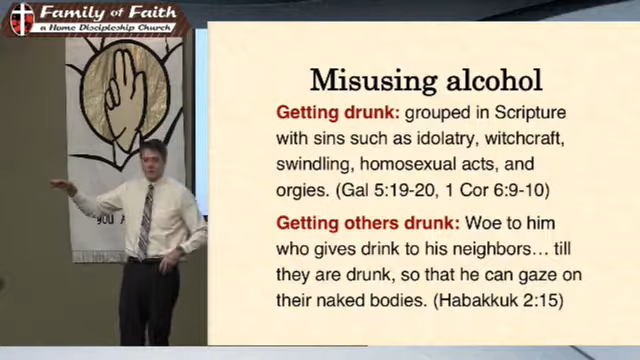 Family of Faith
a Home Discipleship Church
you A
Misusing alcohol
Getting drunk: grouped in Scripture
with sins such as idolatry, witchcraft,
swindling, homosexual acts, and
orgies. (Gal 5:19-20, 1 Cor 6:9-10)
Getting others drunk: Woe to him
who gives drink to his neighbors... till
they are drunk, so that he can gaze on
their naked bodies. (Habakkuk 2:15)